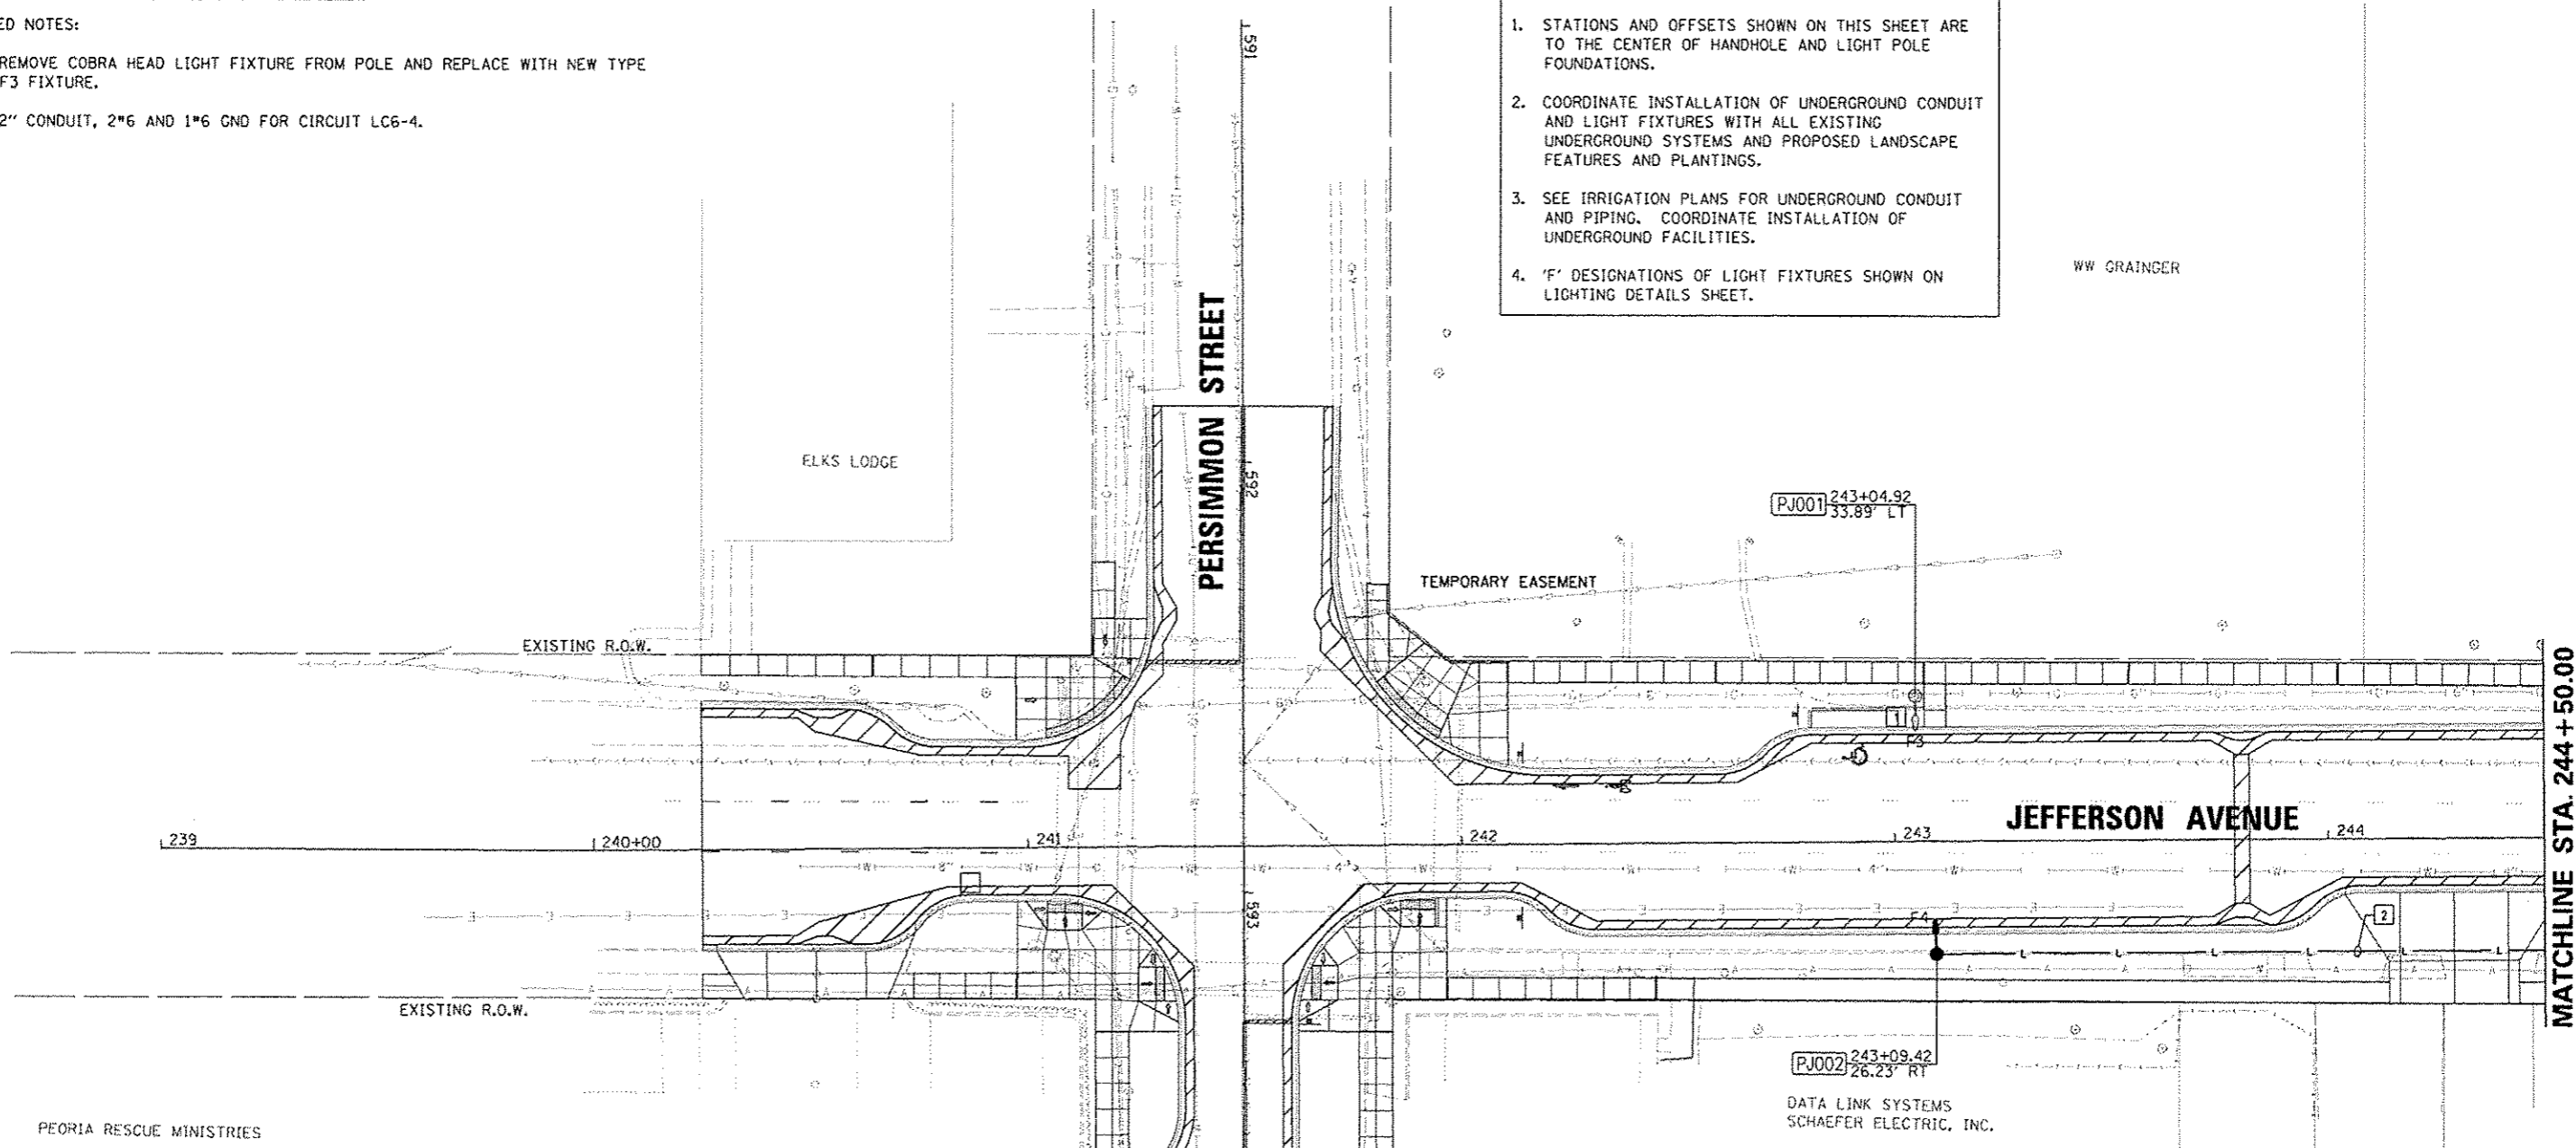 ED NOTES:
REMOVE COBRA HEAD LIGHT FIXTURE FROM POLE AND REPLACE WITH NEW TYPE
F3 FIXTURE.
2" CONDUIT, 2#6 AND 1#6 GND FOR CIRCUIT LC6-4.
1. STATIONS AND OFFSETS SHOWN ON THIS SHEET ARE
TO THE CENTER OF HANDHOLE AND LIGHT POLE
FOUNDATIONS.
2. COORDINATE INSTALLATION OF UNDERGROUND CONDUIT
AND LIGHT FIXTURES WITH ALL EXISTING
UNDERGROUND SYSTEMS AND PROPOSED LANDSCAPE
FEATURES AND PLANTINGS.
3. SEE IRRIGATION PLANS FOR UNDERGROUND CONDUIT
AND PIPING. COORDINATE INSTALLATION OF
UNDERGROUND FACILITIES.
4. 'F' DESIGNATIONS OF LIGHT FIXTURES SHOWN ON
LIGHTING DETAILS SHEET.
591
WW GRAINGER
PERSIMMON STREET
ELKS LODGE
592
PJ001
243+04.92
33.89' LT
TEMPORARY EASEMENT
EXISTING R.O.W.
1
F3
JEFFERSON AVENUE
MATCHLINE STA. 244+50.00
239
240+00
241
242
243
244
593
F4
2
L L L L L L
EXISTING R.O.W.
PJ002
243+09.42
26.23' RT
DATA LINK SYSTEMS
SCHAEFER ELECTRIC, INC.
PEORIA RESCUE MINISTRIES